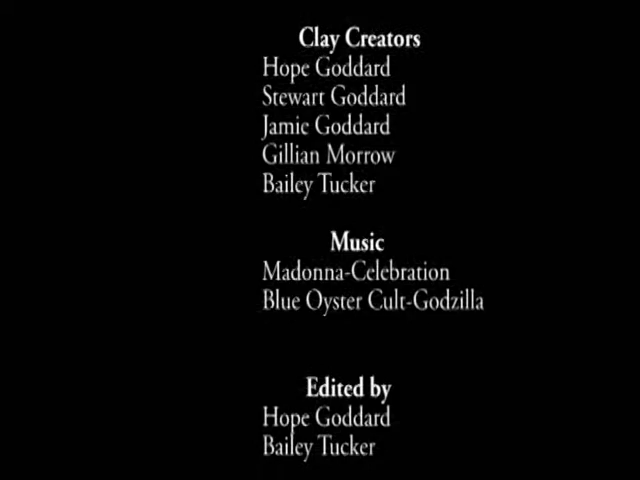 Clay Creators
Hope Goddard
Stewart Goddard
Jamie Goddard
Gillian Morrow
Bailey Tucker
Music
Madonna-Celebration
Blue Oyster Cult-Godzilla
Edited by
Hope Goddard
Bailey Tucker